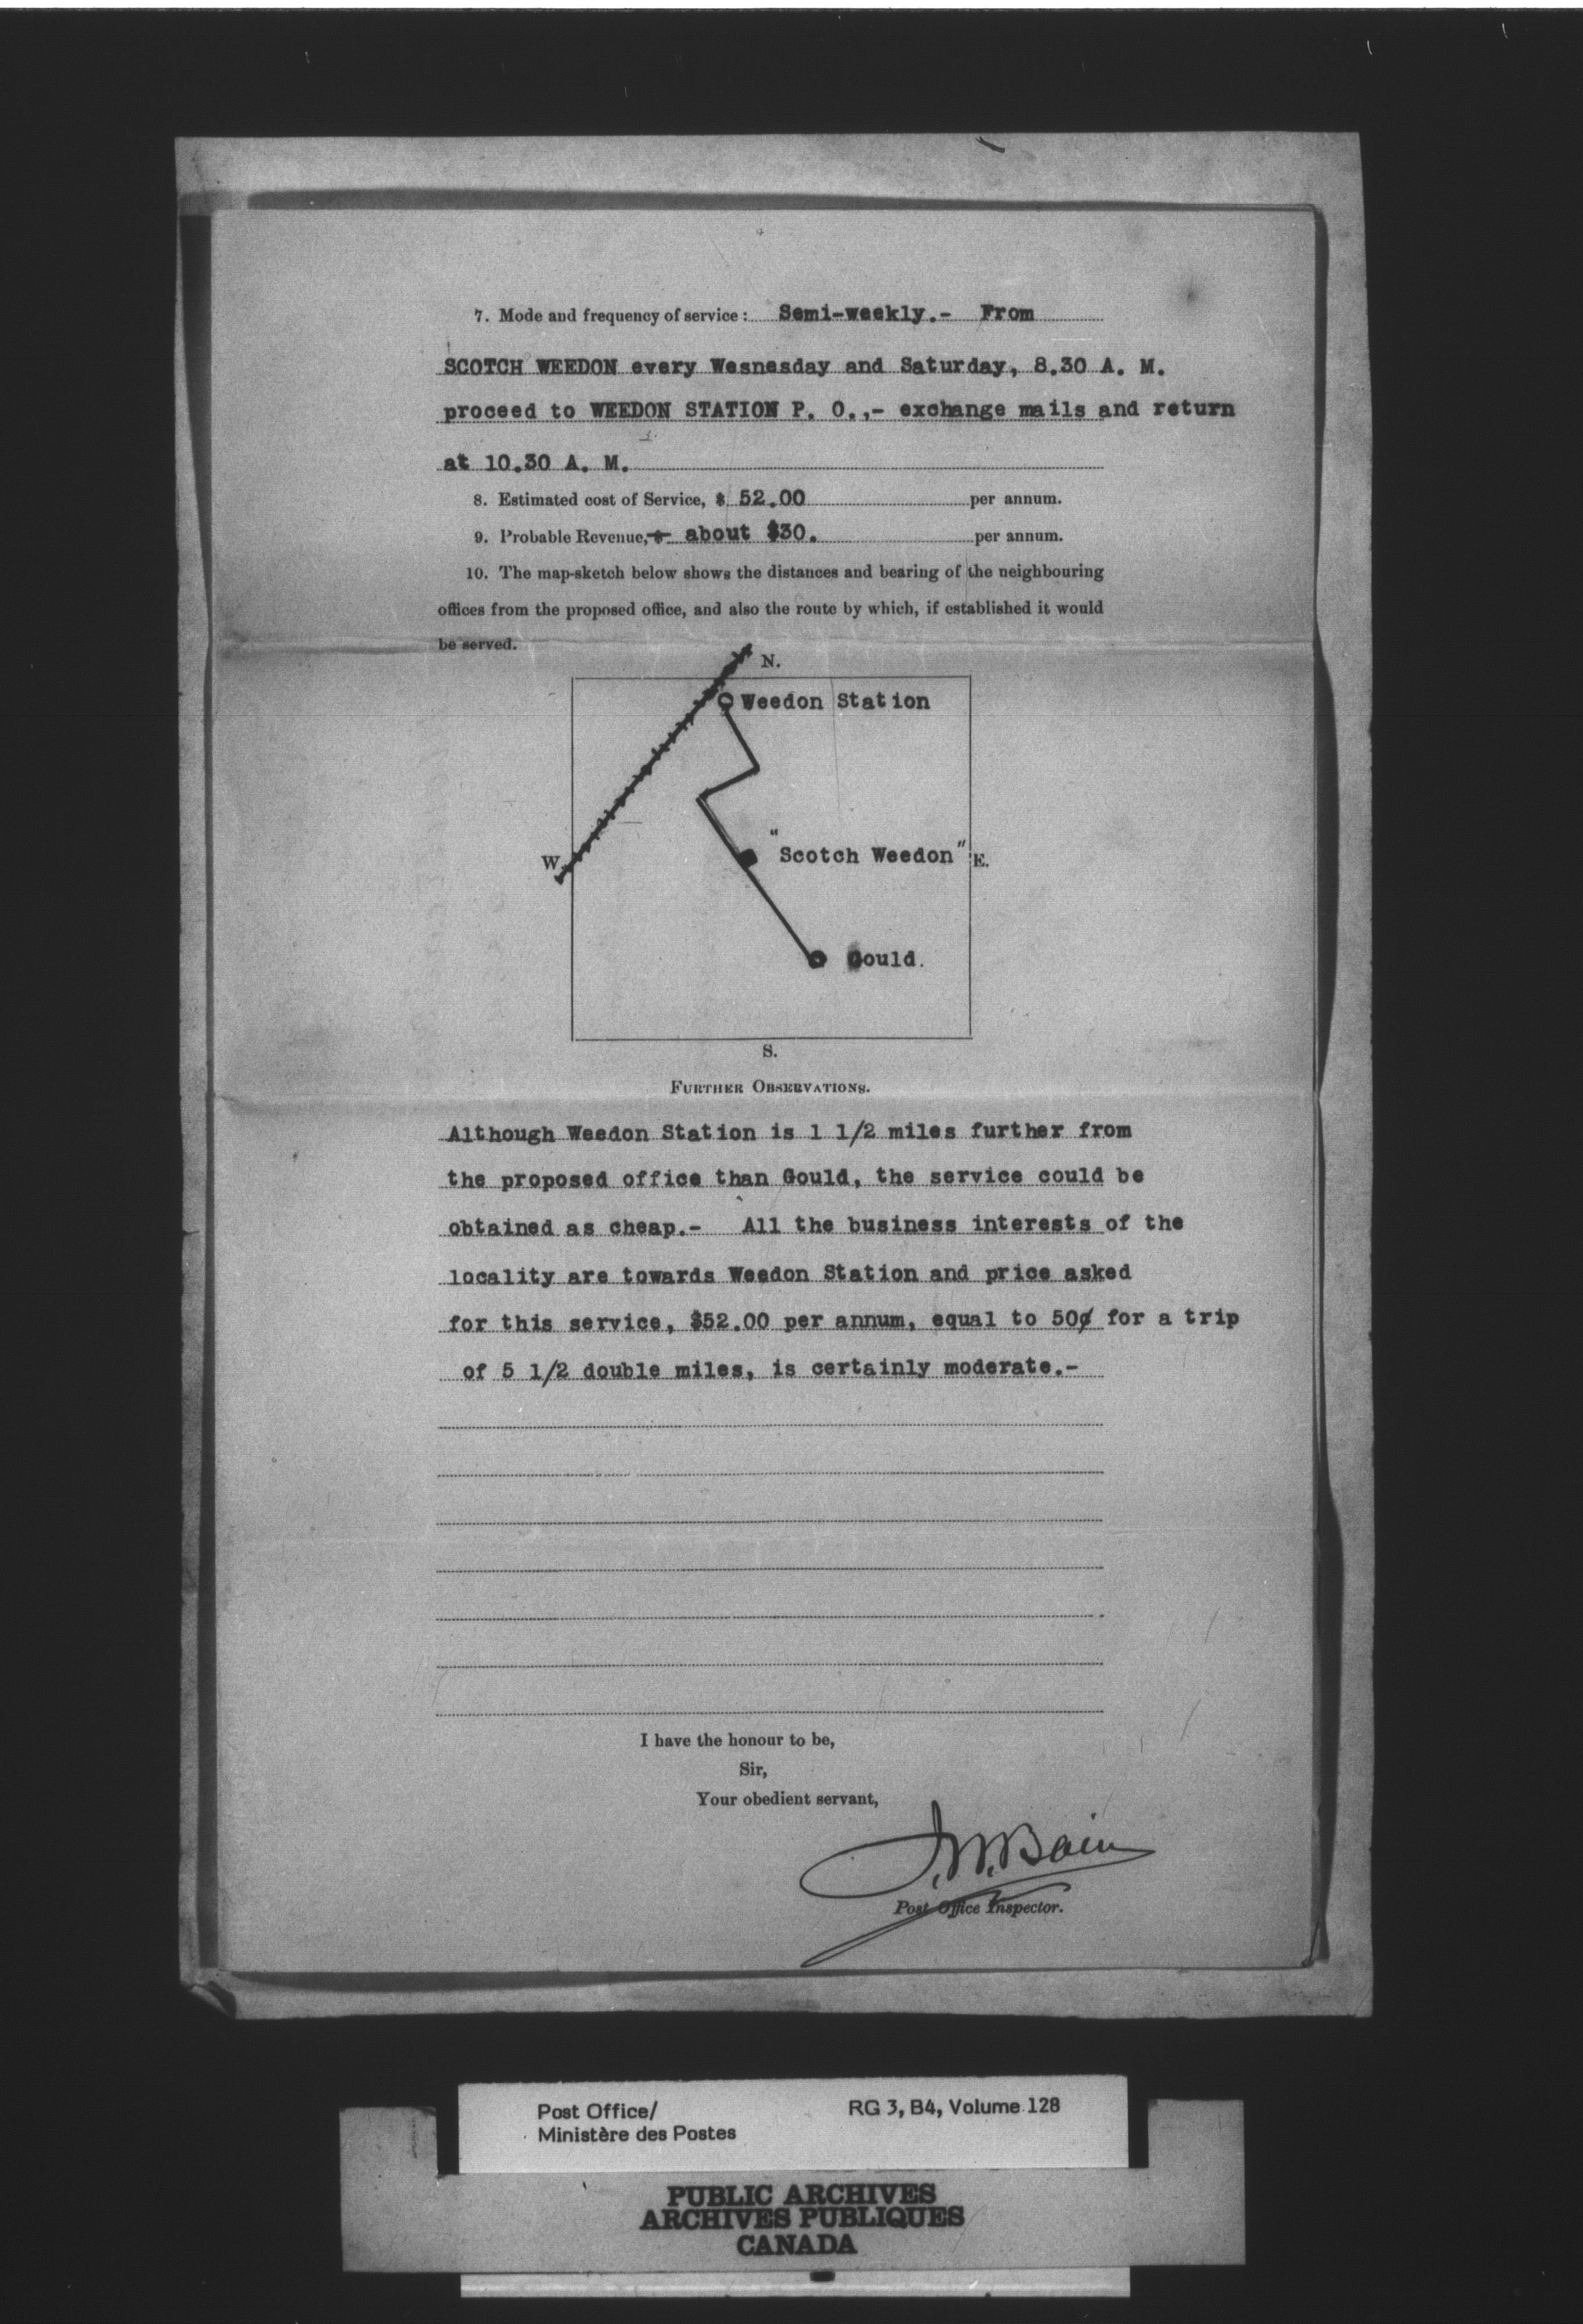 7. Mode and frequency of service: Semi-weekly.- From
SCOTCH WEEDON every Wesnesday and Saturday, 8.30 A. M.
proceed to WEEDON STATION P. O.,- exchange mails and return
at 10.30 A. M.
8. Estimated cost of Service, $ 52.00 per annum.
9. Probable Revenue, $ about $30. per annum.
10. The map-sketch below shows the distances and bearing of the neighbouring
offices from the proposed office, and also the route by which, if established it would
be served.
N.
Weedon Station
W.
"Scotch Weedon"
E.
Gould.
S.
FURTHER OBSERVATIONS.
Although Weedon Station is 1 1/2 miles further from
the proposed office than Gould, the service could be
obtained as cheap.- All the business interests of the
locality are towards Weedon Station and price asked
for this service, $52.00 per annum, equal to 50¢ for a trip
of 5 1/2 double miles, is certainly moderate.-
I have the honour to be,
Sir,
Your obedient servant,
J.W. Bain
Post Office Inspector.
Post Office/ RG 3, B4, Volume 128
Ministère des Postes
PUBLIC ARCHIVES
ARCHIVES PUBLIQUES
CANADA